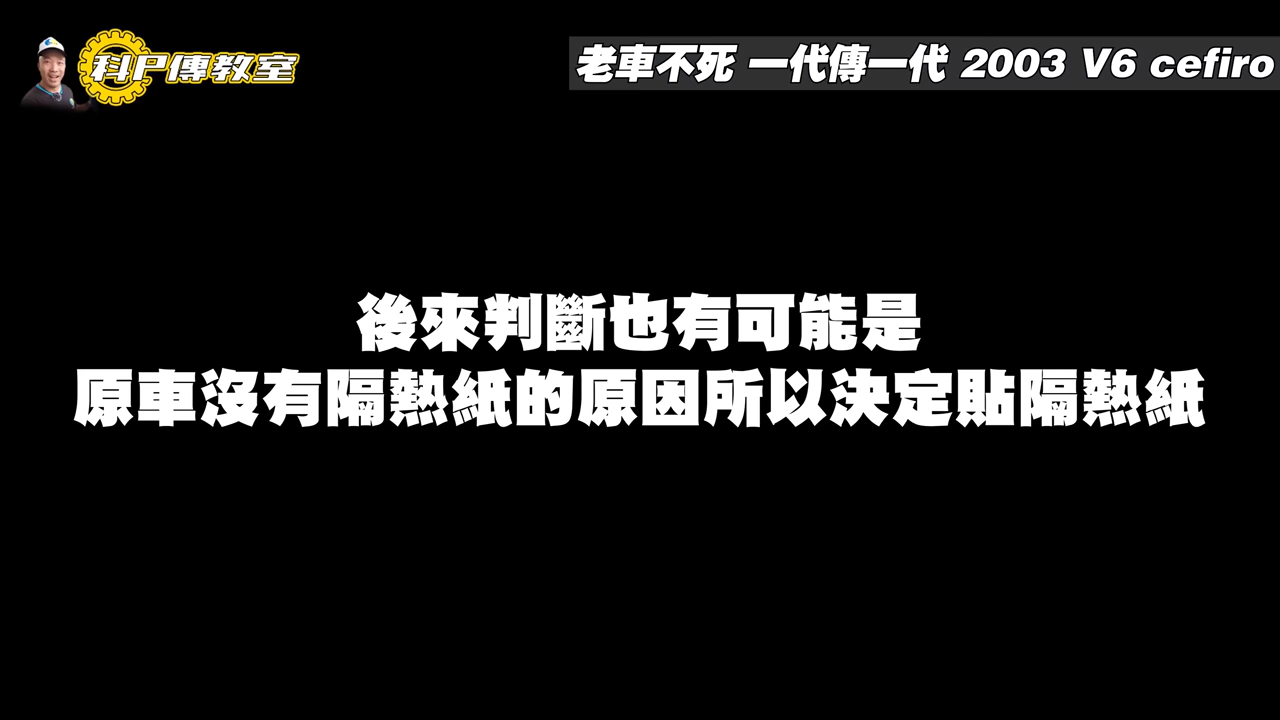 科P傳教室
老車不死 一代傳一代 2003 V6 cefiro
後來判斷也有可能是
原車沒有隔熱紙的原因所以決定貼隔熱紙